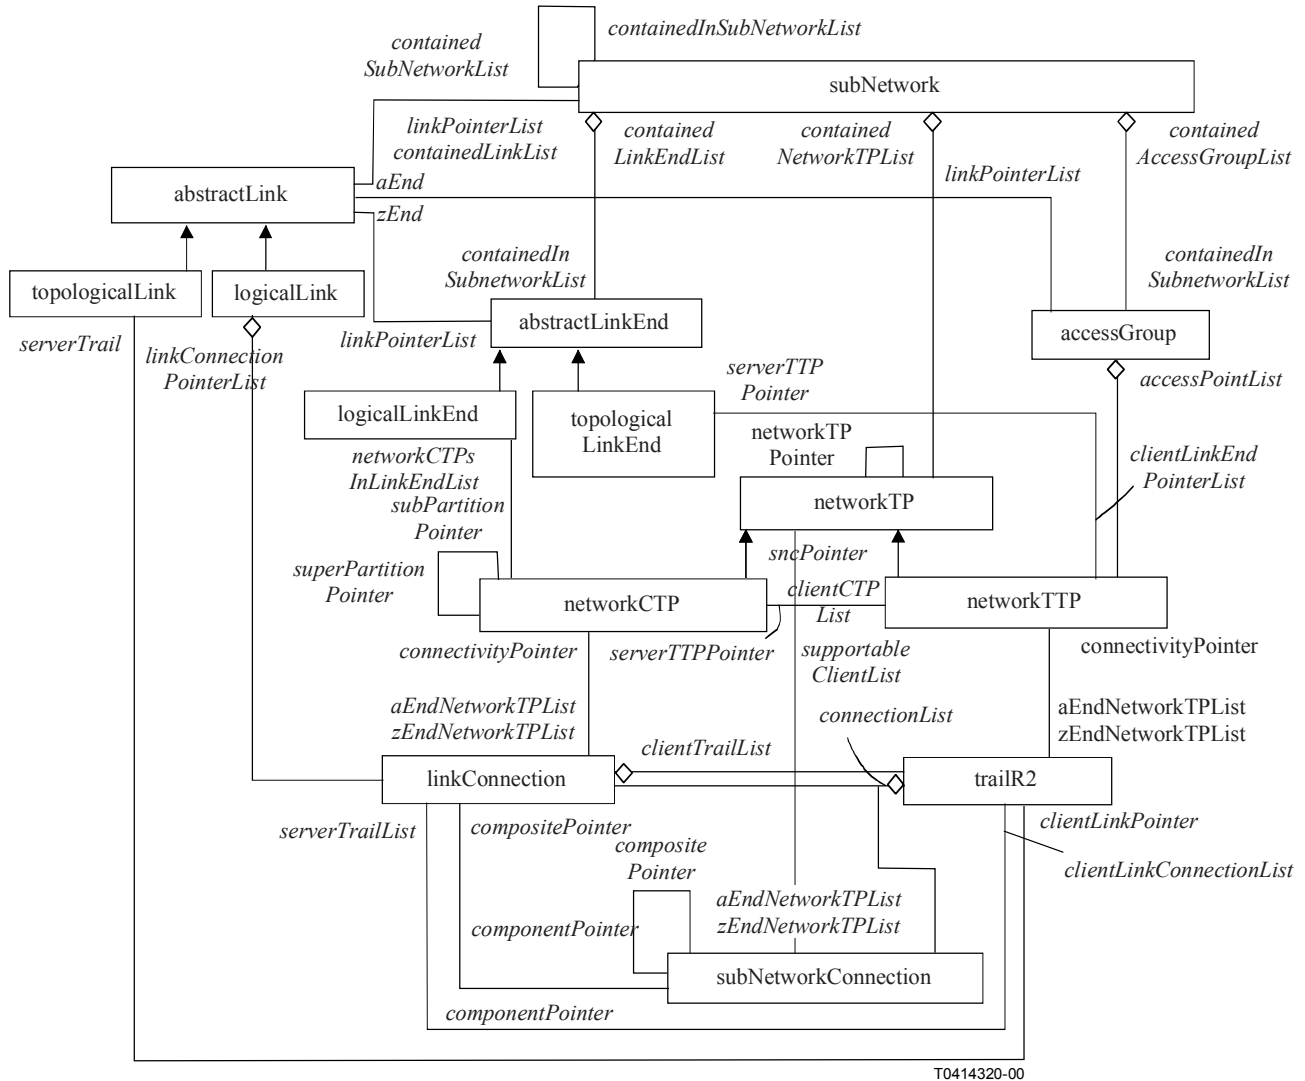 containedInSubNetworkList
contained
SubNetworkList
subNetwork
linkPointerList
containedLinkList
contained
LinkEndList
contained
NetworkTPList
contained
AccessGroupList
linkPointerList
abstractLink
aEnd
zEnd
containedIn
SubnetworkList
containedIn
SubnetworkList
topologicalLink
logicalLink
abstractLinkEnd
accessGroup
serverTrail
linkConnection
PointerList
linkPointerList
serverTTP
Pointer
accessPointList
logicalLinkEnd
topological
LinkEnd
networkTP
Pointer
clientLinkEnd
PointerList
networkCTPs
InLinkEndList
subPartition
Pointer
networkTP
sncPointer
superPartition
Pointer
networkCTP
clientCTP
List
networkTTP
connectivityPointer
serverTTPPointer
supportable
ClientList
connectivityPointer
aEndNetworkTPList
zEndNetworkTPList
connectionList
aEndNetworkTPList
zEndNetworkTPList
clientTrailList
linkConnection
trailR2
serverTrailList
compositePointer
clientLinkPointer
composite
Pointer
clientLinkConnectionList
aEndNetworkTPList
zEndNetworkTPList
componentPointer
subNetworkConnection
componentPointer
T0414320-00